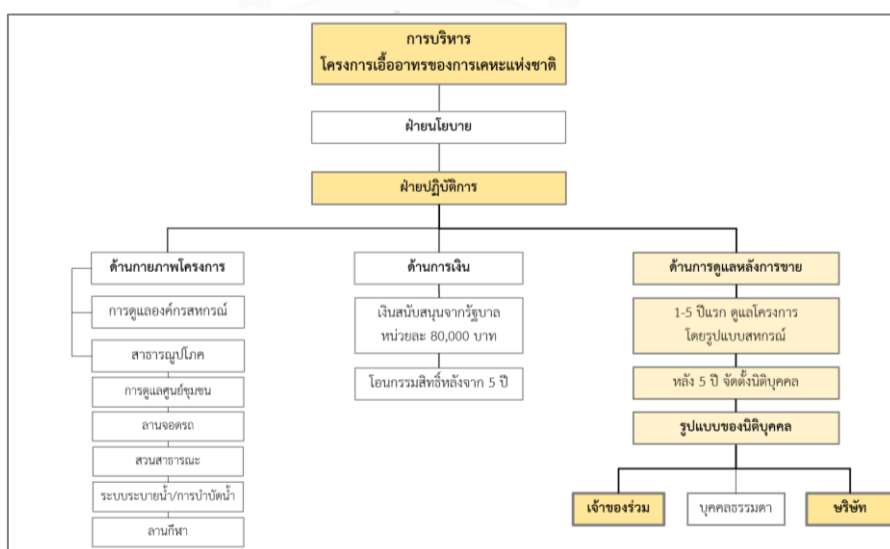 การบริหาร
โครงการเอื้ออาทรของการเคหะแห่งชาติ
ฝ่ายนโยบาย
ฝ่ายปฏิบัติการ
ด้านกายภาพโครงการ
การดูแลองค์กรสหกรณ์
สาธารณูปโภค
การดูแลศูนย์ชุมชน
ลานจอดรถ
สวนสาธารณะ
ระบบระบายน้ำ/การบำบัดน้ำ
ลานกีฬา
ด้านการเงิน
เงินสนับสนุนจากรัฐบาล
หน่วยละ 80,000 บาท
โอนกรรมสิทธิ์หลังจาก 5 ปี
ด้านการดูแลหลังการขาย
1-5 ปีแรก ดูแลโครงการ
โดยรูปแบบสหกรณ์
หลัง 5 ปี จัดตั้งนิติบุคคล
รูปแบบของนิติบุคคล
เจ้าของร่วม
บุคคลธรรมดา
บริษัท